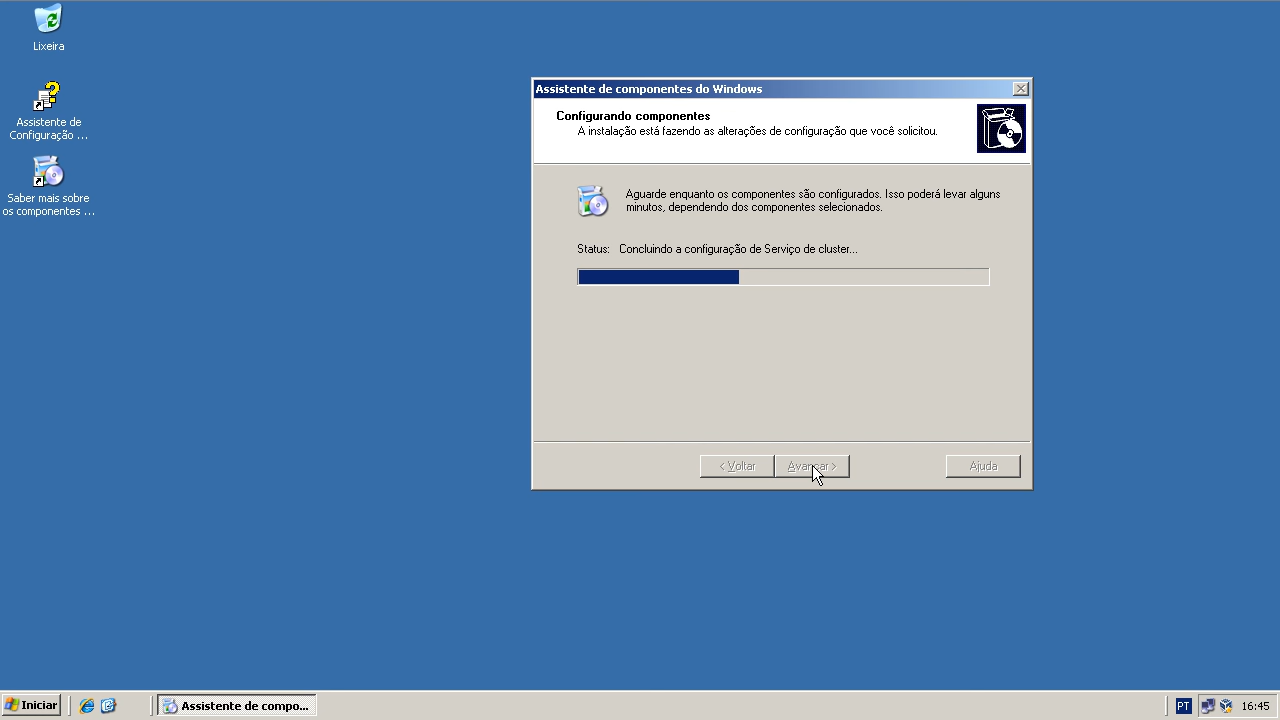 Lixeira
Assistente de
Configuração ...
Saber mais sobre
os componentes ...
Assistente de componentes do Windows
Configurando componentes
A instalação está fazendo as alterações de configuração que você solicitou.
Aguarde enquanto os componentes são configurados. Isso poderá levar alguns
minutos, dependendo dos componentes selecionados.
Status: Concluindo a configuração de Serviço de cluster...
< Voltar
Avançar >
Ajuda
Iniciar
Assistente de compo...
PT
16:45